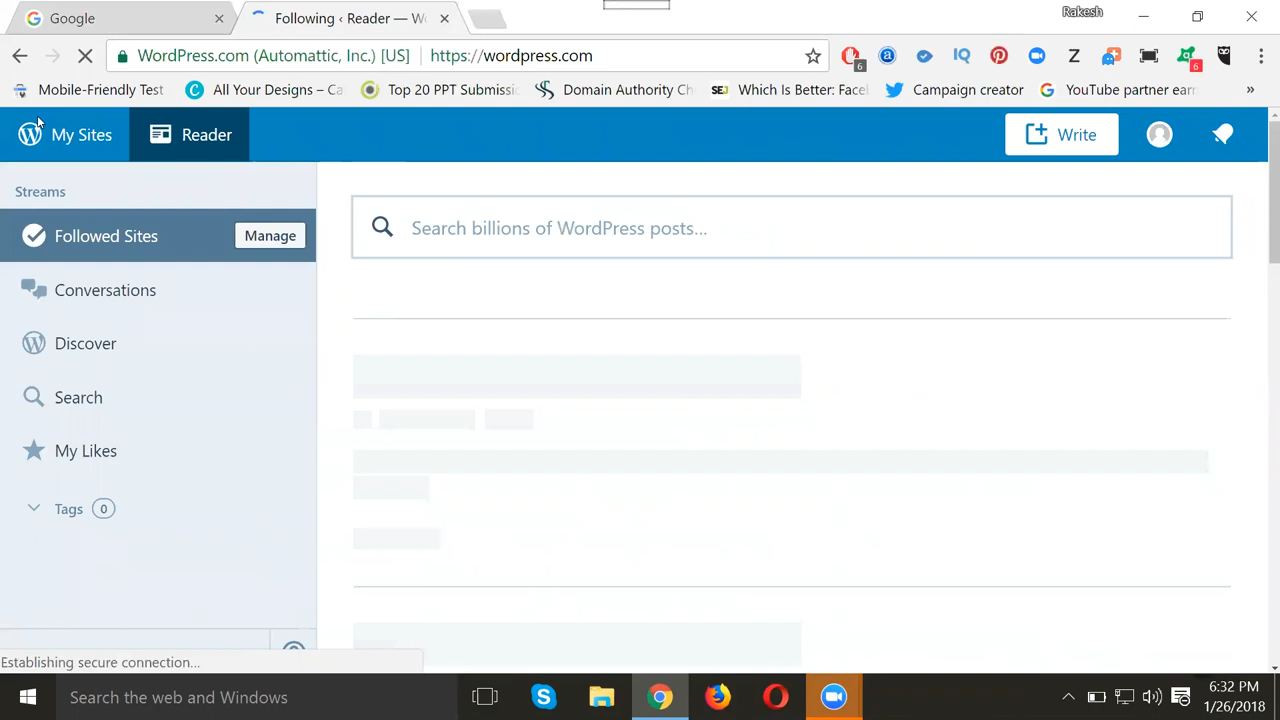 Google
Following ‹ Reader — W
Rakesh
WordPress.com (Automattic, Inc.) [US]
https://wordpress.com
6
6
Mobile-Friendly Test
All Your Designs – Ca
Top 20 PPT Submissi
Domain Authority Ch
SEJ
Which Is Better: Face
Campaign creator
YouTube partner earn
»
My Sites
Reader
Write
Streams
Followed Sites
Manage
Search billions of WordPress posts...
Conversations
Discover
Search
My Likes
Tags 0
Establishing secure connection...
Search the web and Windows
6:32 PM
1/26/2018